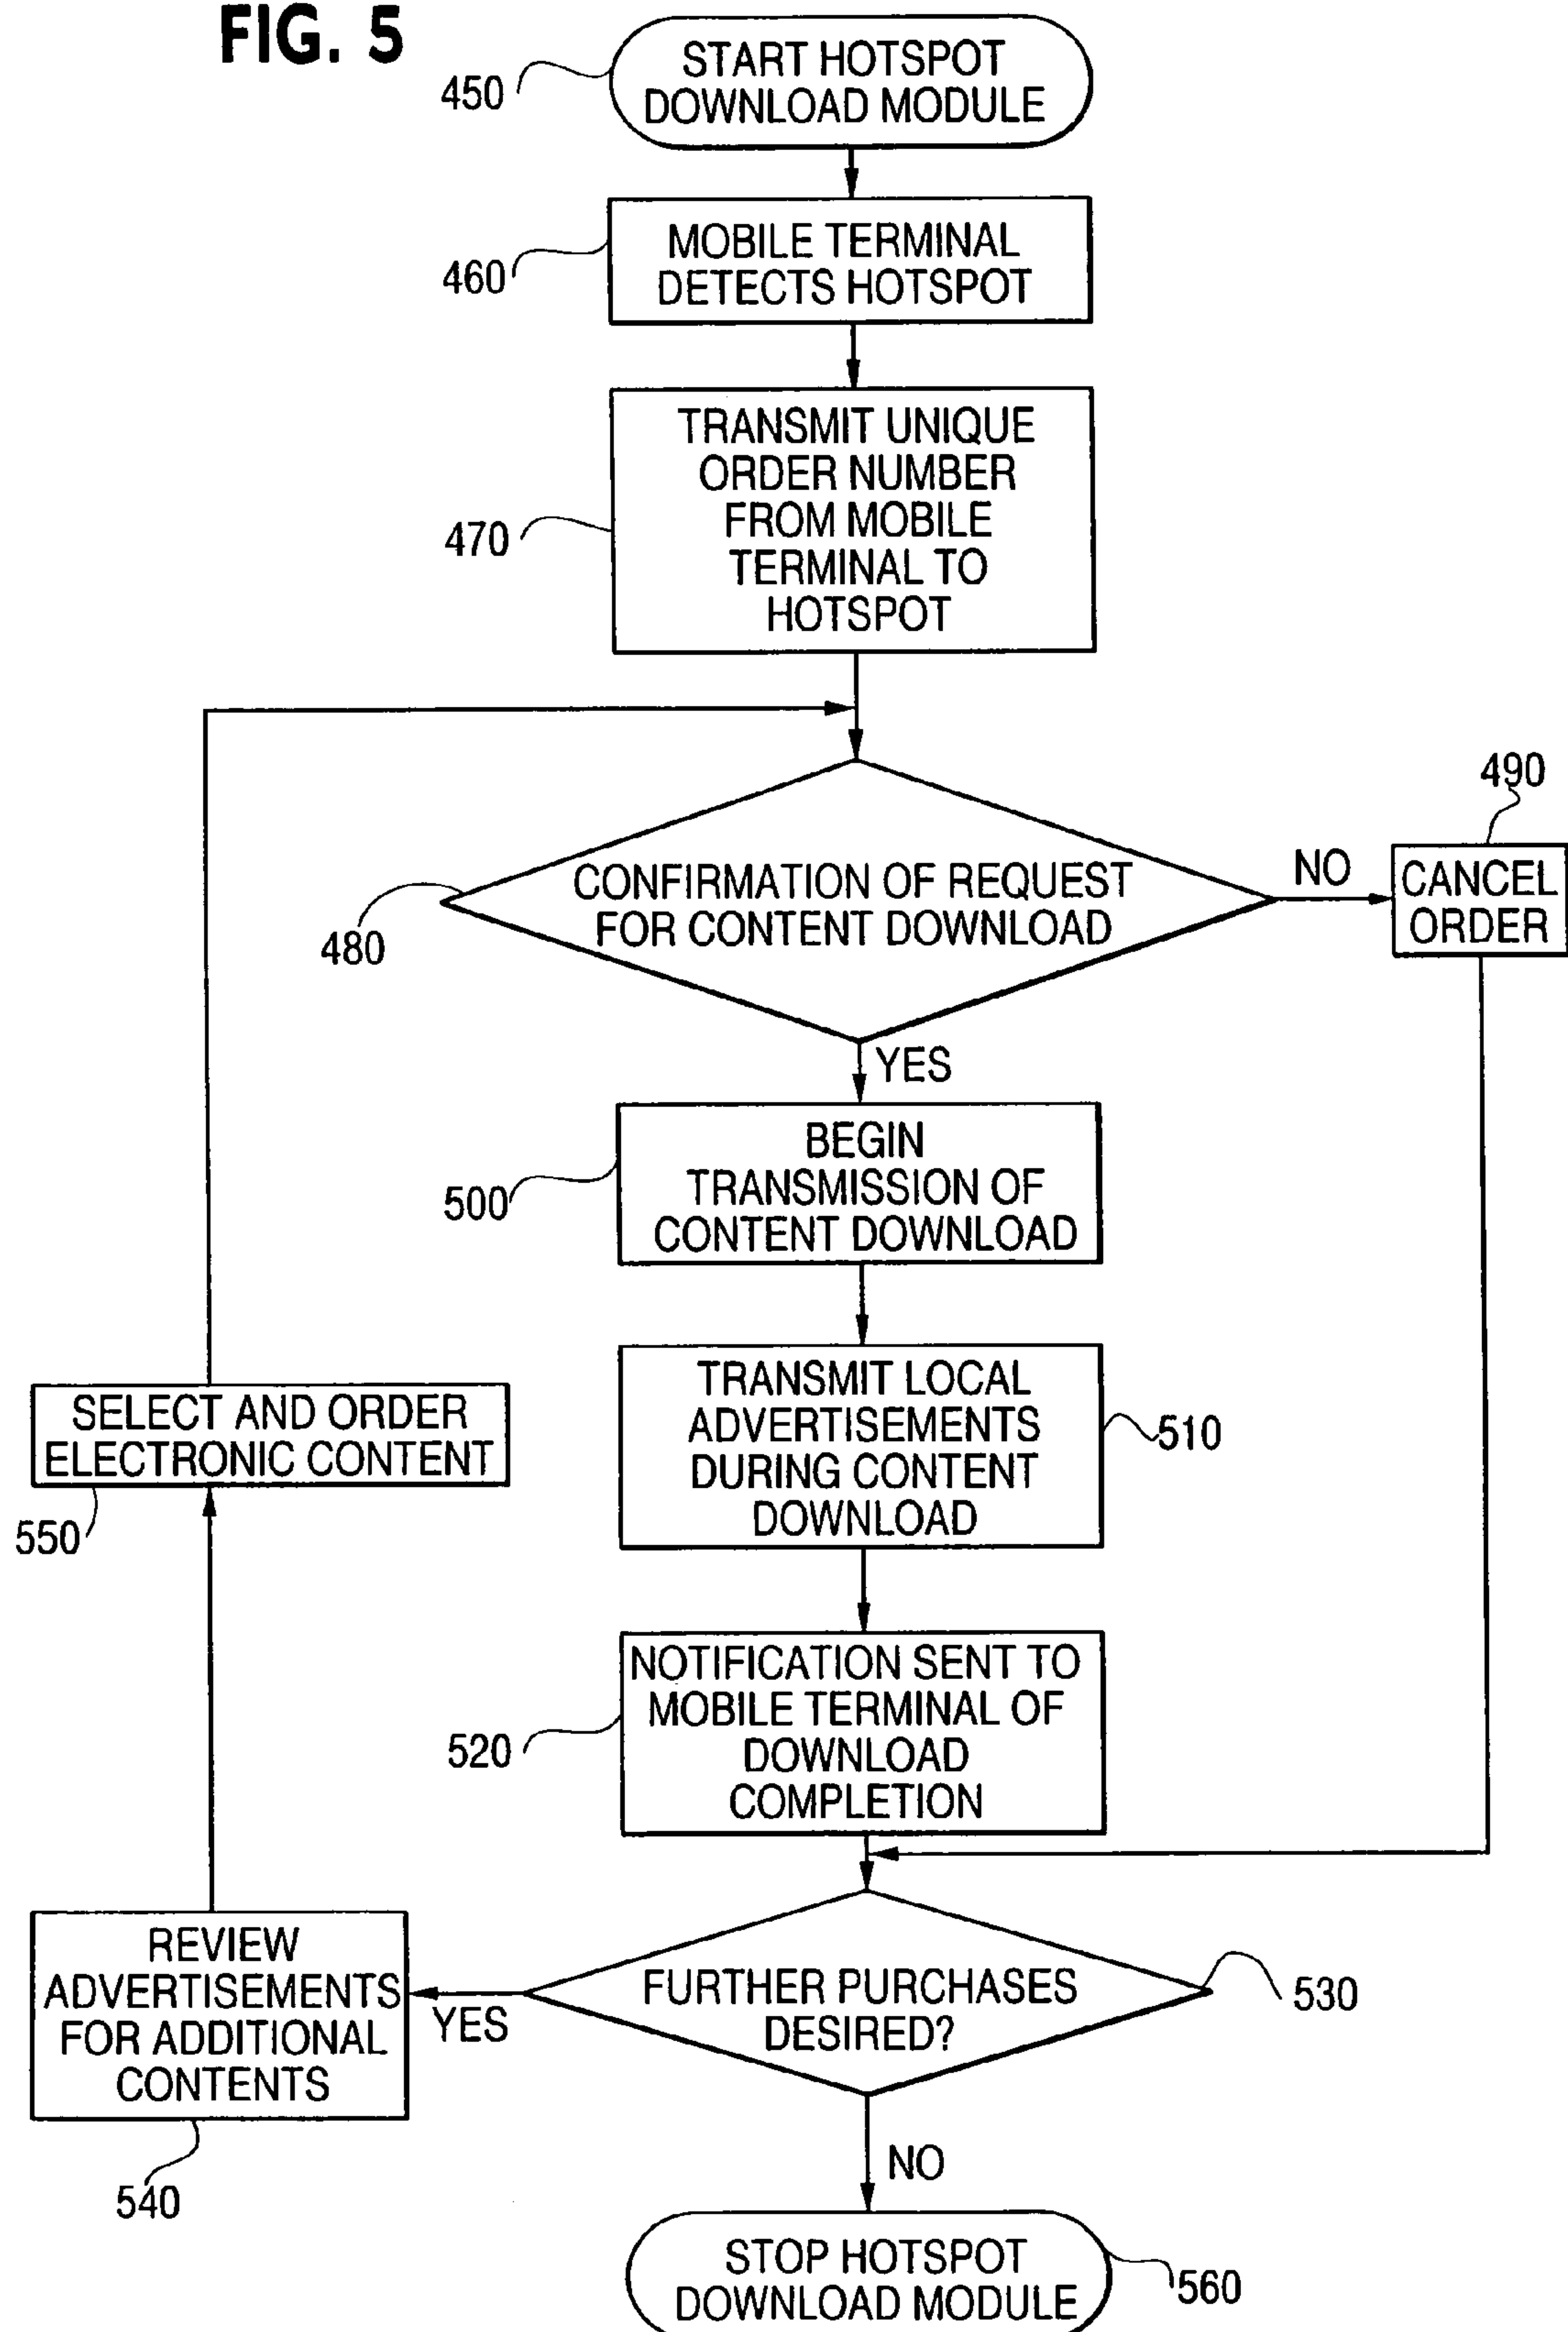 FIG. 5
450
START HOTSPOT
DOWNLOAD MODULE
460
MOBILE TERMINAL
DETECTS HOTSPOT
470
TRANSMIT UNIQUE
ORDER NUMBER
FROM MOBILE
TERMINAL TO
HOTSPOT
480
CONFIRMATION OF REQUEST
FOR CONTENT DOWNLOAD
NO
490
CANCEL
ORDER
YES
500
BEGIN
TRANSMISSION OF
CONTENT DOWNLOAD
TRANSMIT LOCAL
ADVERTISEMENTS
DURING CONTENT
DOWNLOAD
510
SELECT AND ORDER
ELECTRONIC CONTENT
550
520
NOTIFICATION SENT TO
MOBILE TERMINAL OF
DOWNLOAD
COMPLETION
FURTHER PURCHASES
DESIRED?
530
YES
REVIEW
ADVERTISEMENTS
FOR ADDITIONAL
CONTENTS
540
NO
STOP HOTSPOT
DOWNLOAD MODULE
560